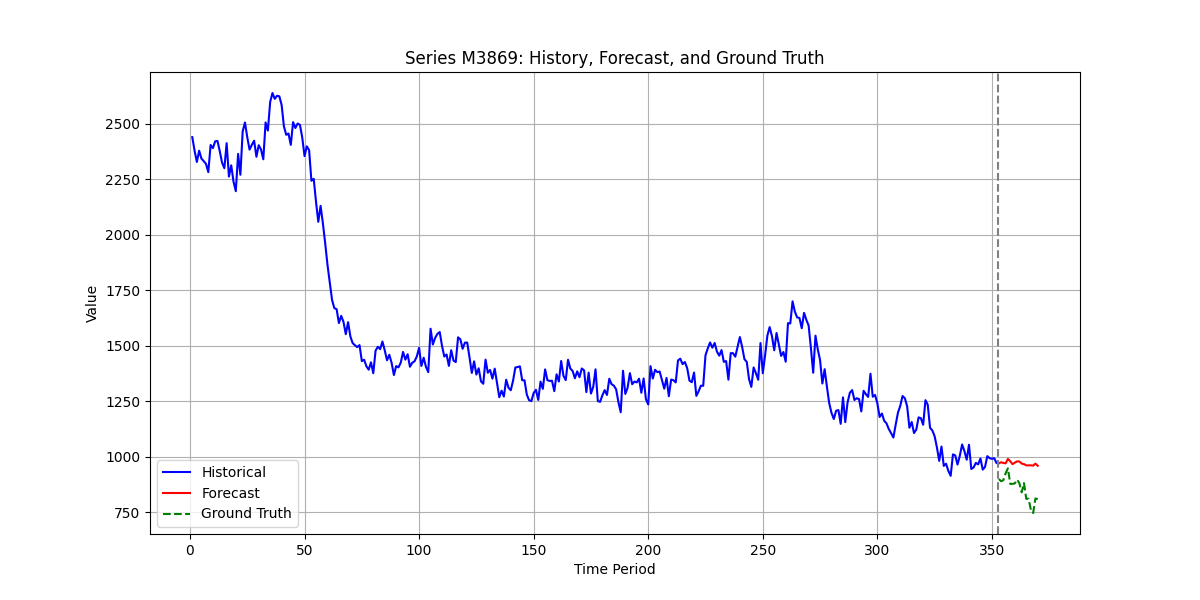 Series M3869: History, Forecast, and Ground Truth
Value
2500
2250
2000
1750
1500
1250
1000
750
Historical
Forecast
Ground Truth
0 50 100 150 200 250 300 350
Time Period